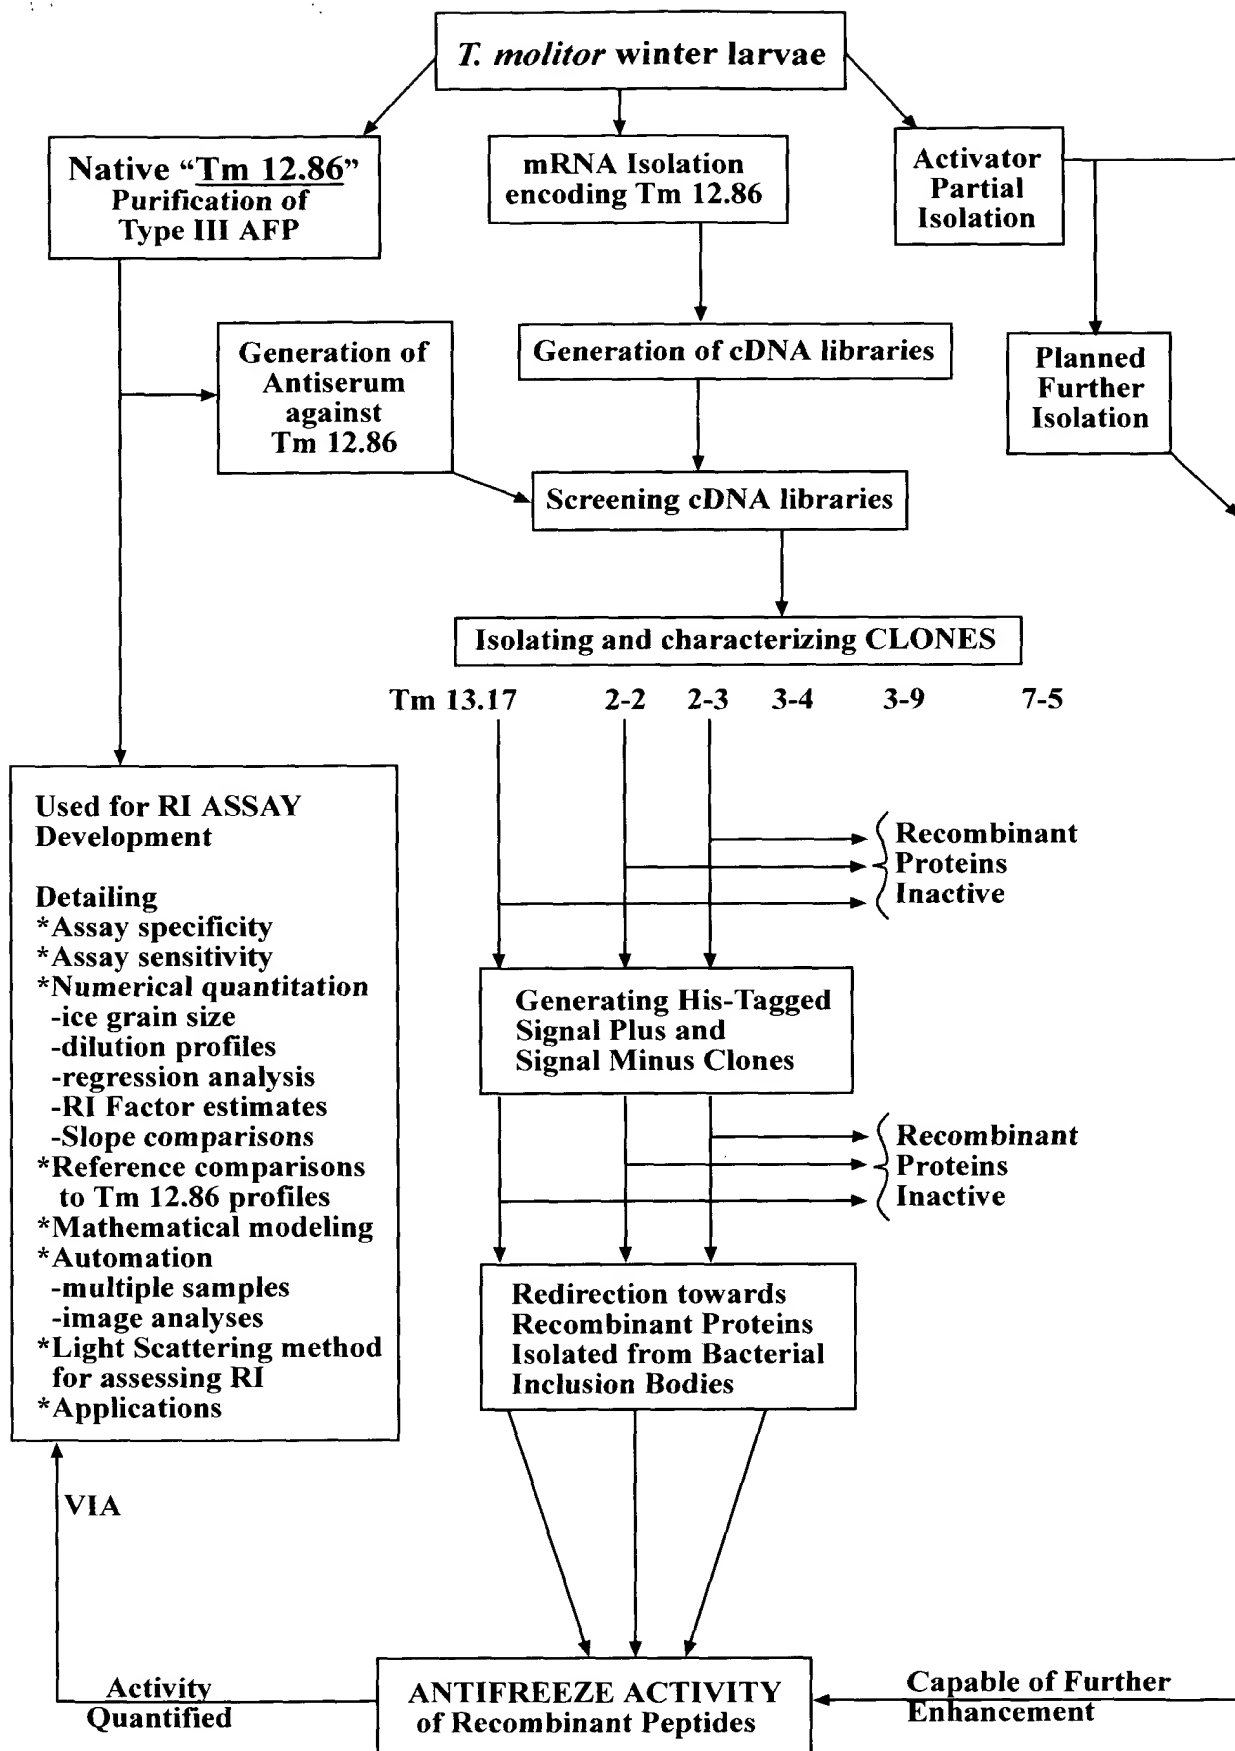 T. molitor winter larvae
Native “Tm 12.86”
Purification of
Type III AFP
mRNA Isolation
encoding Tm 12.86
Activator
Partial
Isolation
Generation of
Antiserum
against
Tm 12.86
Generation of cDNA libraries
Planned
Further
Isolation
Screening cDNA libraries
Isolating and characterizing CLONES
Tm 13.17 2-2 2-3 3-4 3-9 7-5
Used for RI ASSAY
Development
Detailing
*Assay specificity
*Assay sensitivity
*Numerical quantitation
-ice grain size
-dilution profiles
-regression analysis
-RI Factor estimates
-Slope comparisons
*Reference comparisons
to Tm 12.86 profiles
*Mathematical modeling
*Automation
-multiple samples
-image analyses
*Light Scattering method
for assessing RI
*Applications
Recombinant
Proteins
Inactive
Generating His-Tagged
Signal Plus and
Signal Minus Clones
Recombinant
Proteins
Inactive
Redirection towards
Recombinant Proteins
Isolated from Bacterial
Inclusion Bodies
VIA
Activity
Quantified
ANTIFREEZE ACTIVITY
of Recombinant Peptides
Capable of Further
Enhancement